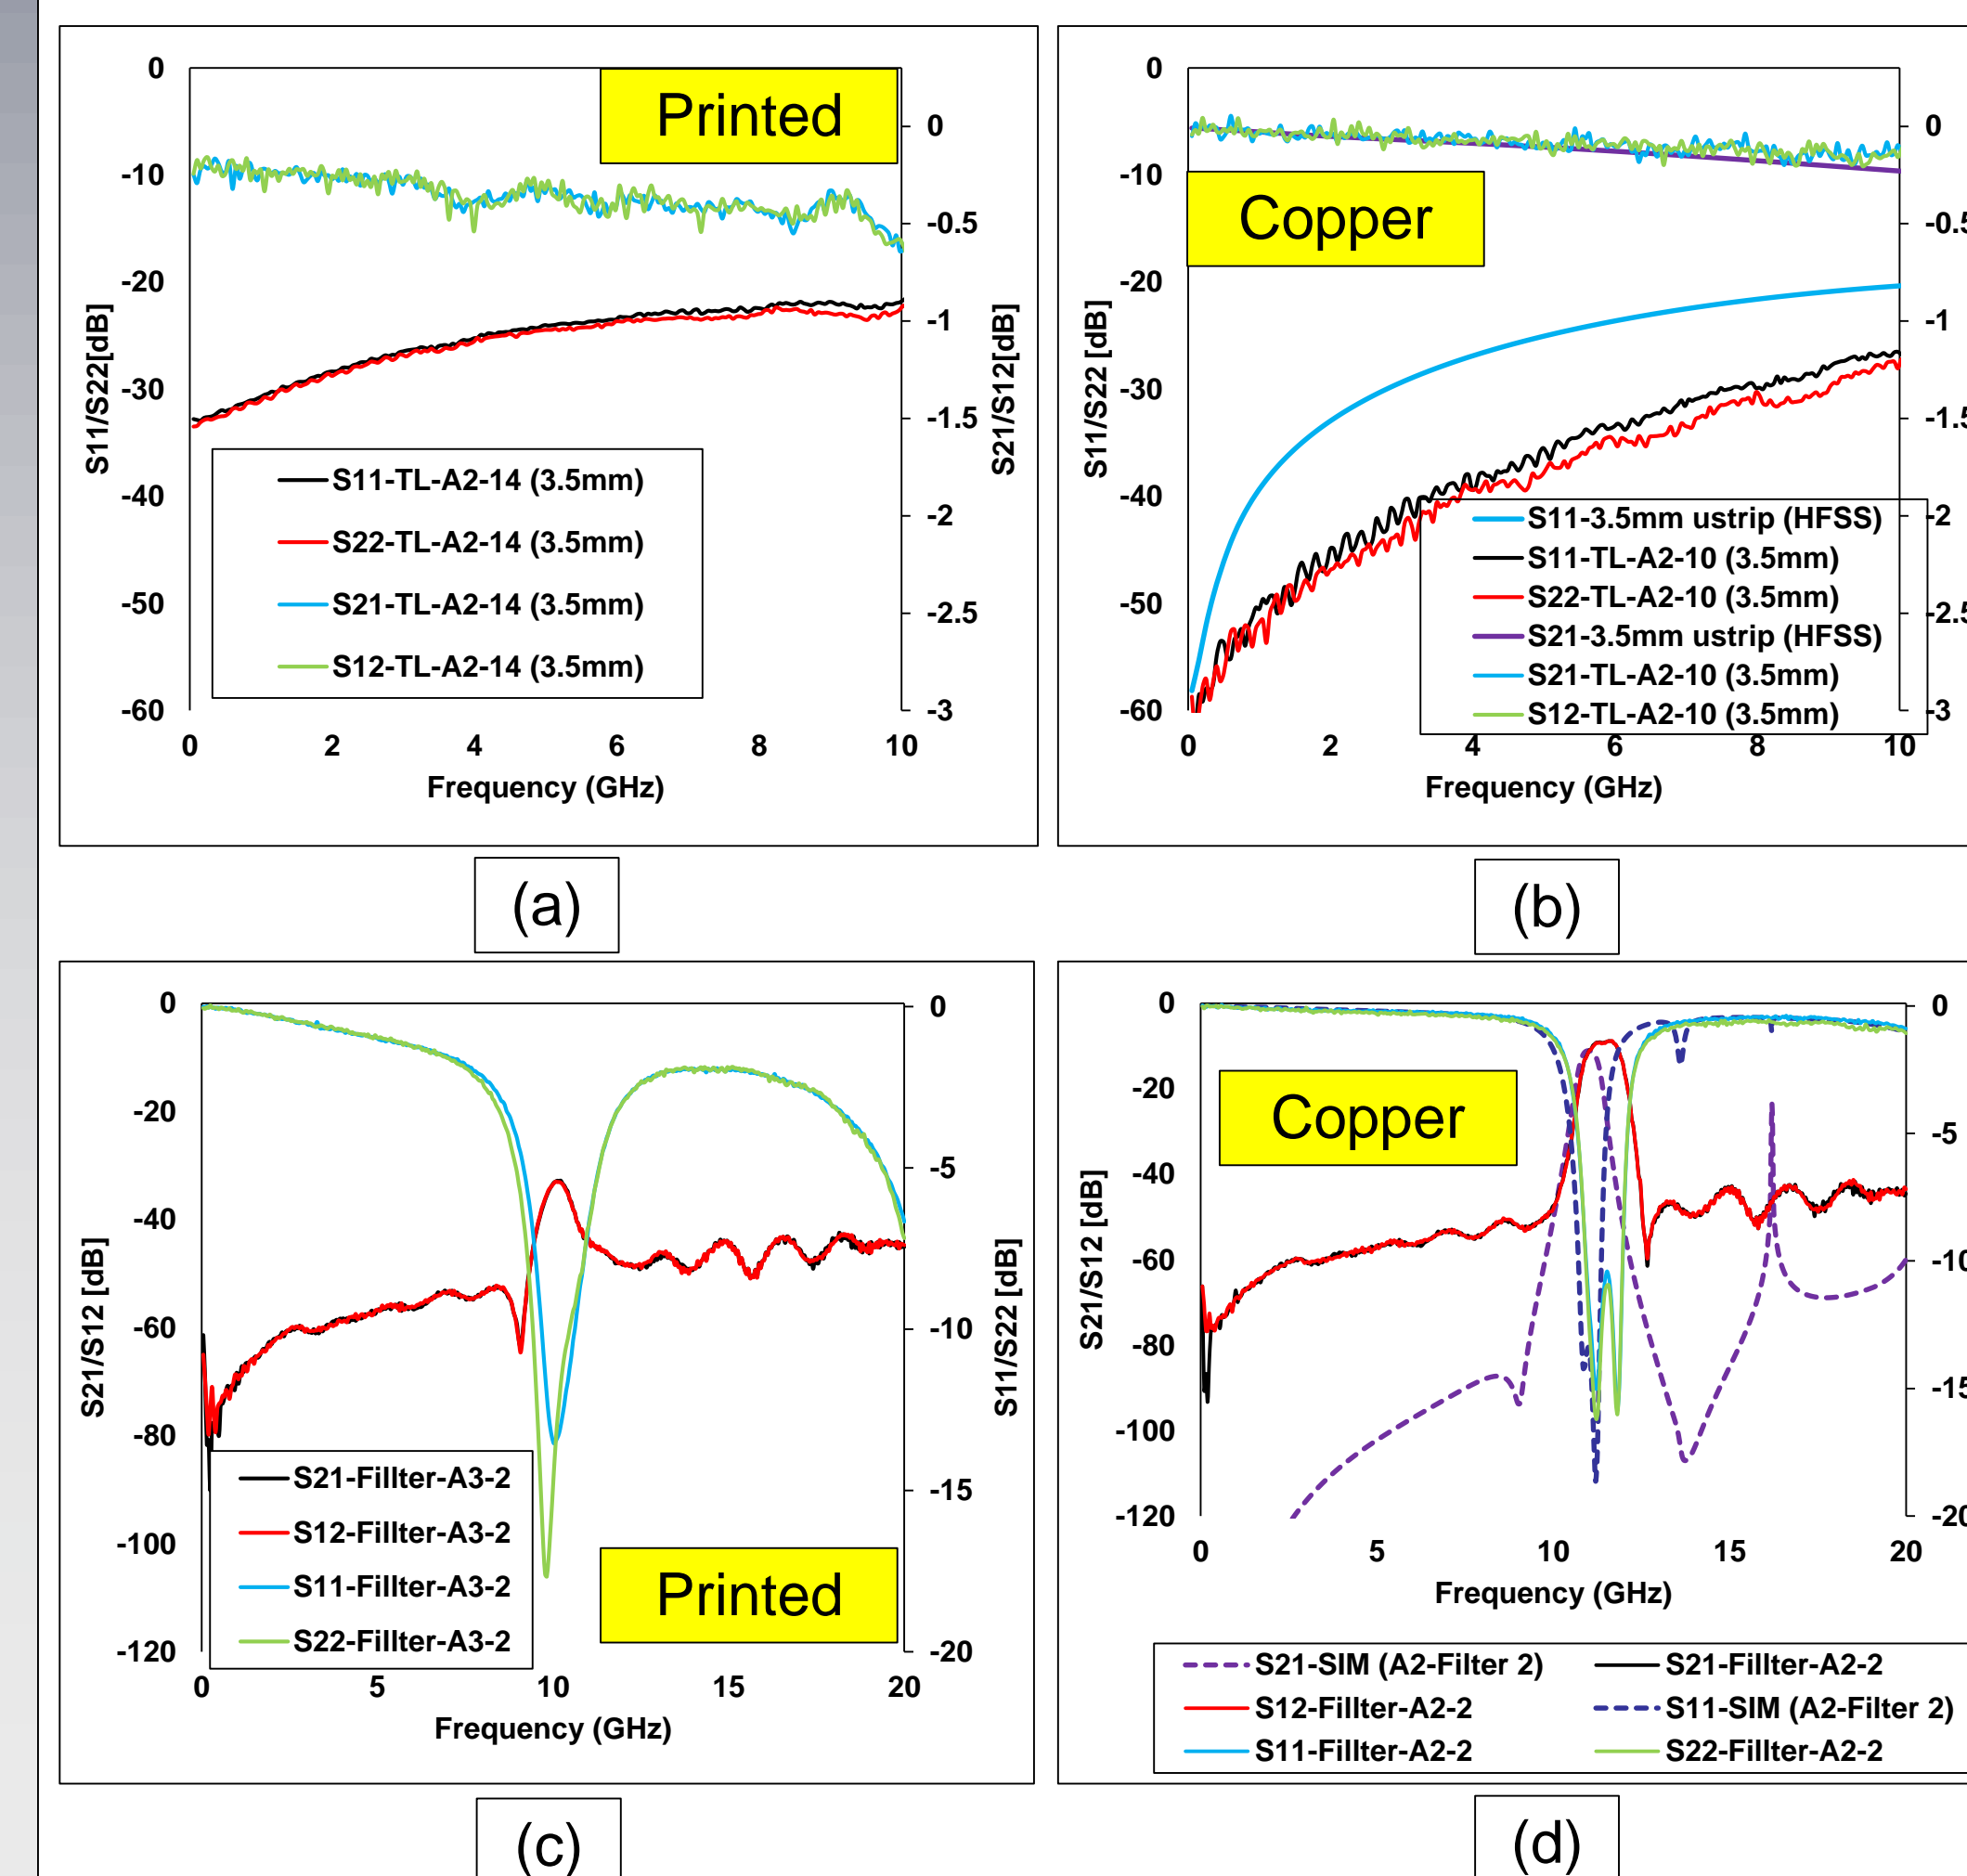 Printed
0
-10
-20
-30
-40
-50
-60
0
-0.5
-1
-1.5
-2
-2.5
-3
S11/S22[dB]
S21/S12[dB]
S11-TL-A2-14 (3.5mm)
S22-TL-A2-14 (3.5mm)
S21-TL-A2-14 (3.5mm)
S12-TL-A2-14 (3.5mm)
0 2 4 6 8 10
Frequency (GHz)
(a)
Copper
0
-10
-20
-30
-40
-50
-60
0
-0.5
-1
-1.5
-2
-2.5
-3
S11/S22 [dB]
S11-3.5mm ustrip (HFSS)
S11-TL-A2-10 (3.5mm)
S22-TL-A2-10 (3.5mm)
S21-3.5mm ustrip (HFSS)
S21-TL-A2-10 (3.5mm)
S12-TL-A2-10 (3.5mm)
0 2 4 6 8 10
Frequency (GHz)
(b)
0
-20
-40
-60
-80
-100
-120
0
-5
-10
-15
-20
S21/S12 [dB]
S11/S22 [dB]
S21-Fillter-A3-2
S12-Fillter-A3-2
S11-Fillter-A3-2
S22-Fillter-A3-2
Printed
0 5 10 15 20
Frequency (GHz)
(c)
0
-20
-40
-60
-80
-100
-120
0
-5
-10
-15
-20
S21/S12 [dB]
Copper
0 5 10 15 20
Frequency (GHz)
S21-SIM (A2-Filter 2) S21-Fillter-A2-2
S12-Fillter-A2-2 S11-SIM (A2-Filter 2)
S11-Fillter-A2-2 S22-Fillter-A2-2
(d)